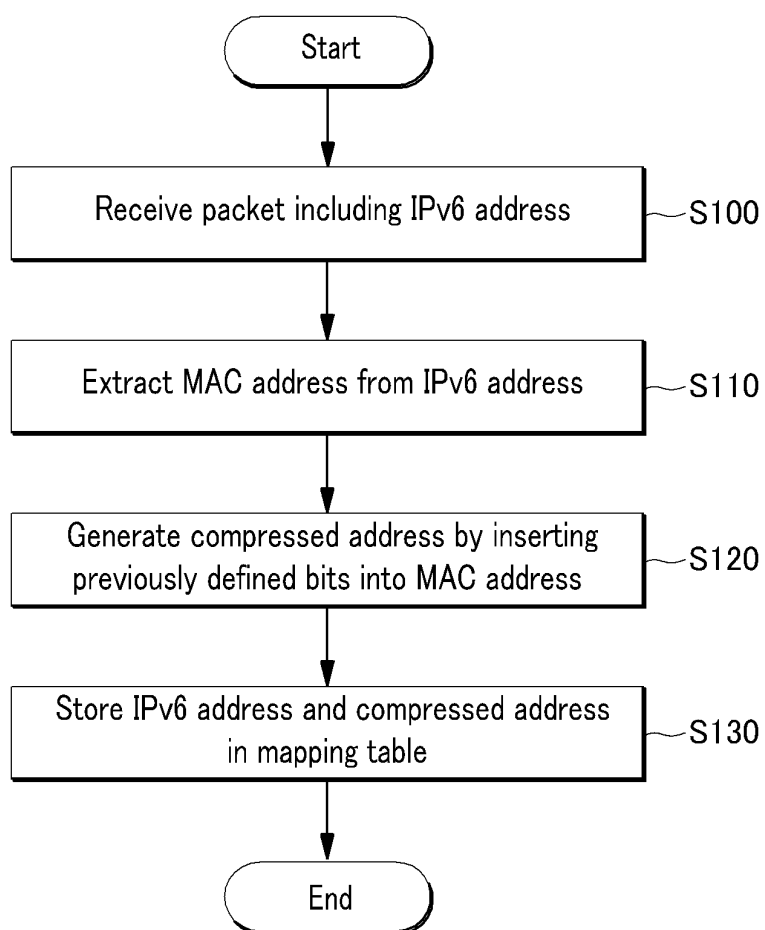 Start
Receive packet including IPv6 address
S100
Extract MAC address from IPv6 address
S110
Generate compressed address by inserting
previously defined bits into MAC address
S120
Store IPv6 address and compressed address
in mapping table
S130
End